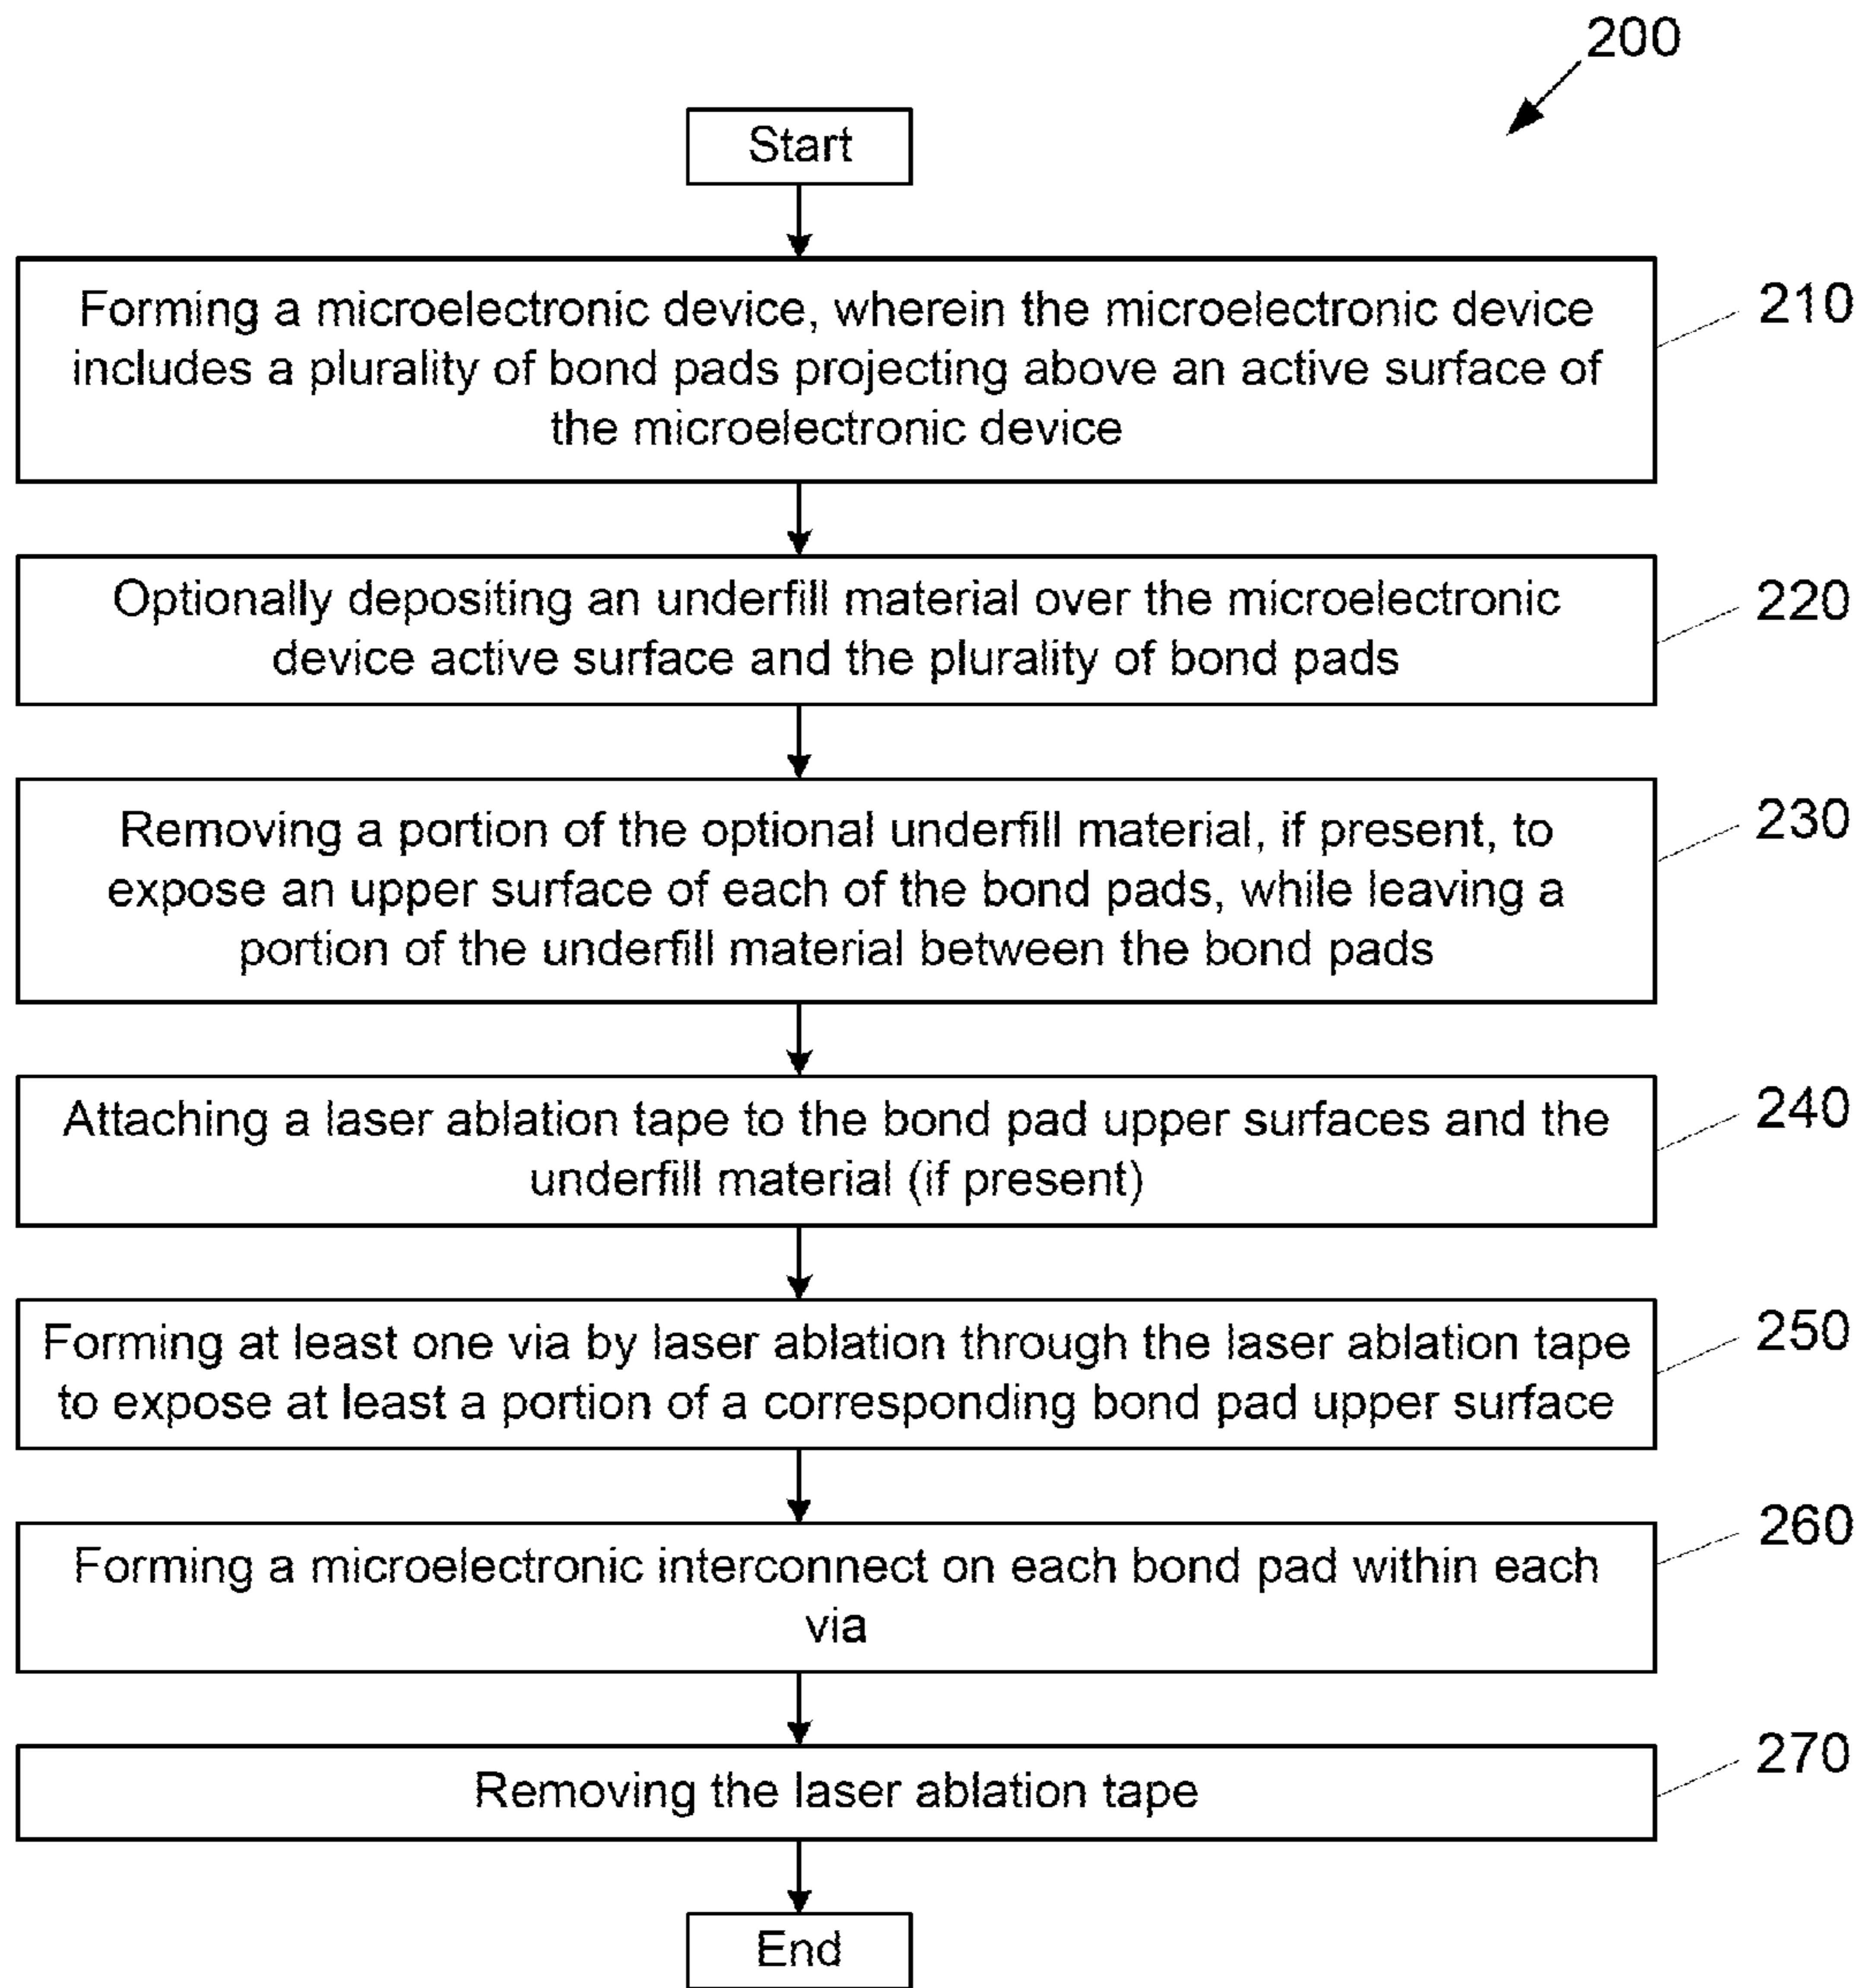 200
Start
Forming a microelectronic device, wherein the microelectronic device
includes a plurality of bond pads projecting above an active surface of
the microelectronic device
210
Optionally depositing an underfill material over the microelectronic
device active surface and the plurality of bond pads
220
Removing a portion of the optional underfill material, if present, to
expose an upper surface of each of the bond pads, while leaving a
portion of the underfill material between the bond pads
230
Attaching a laser ablation tape to the bond pad upper surfaces and the
underfill material (if present)
240
Forming at least one via by laser ablation through the laser ablation tape
to expose at least a portion of a corresponding bond pad upper surface
250
Forming a microelectronic interconnect on each bond pad within each
via
260
Removing the laser ablation tape
270
End